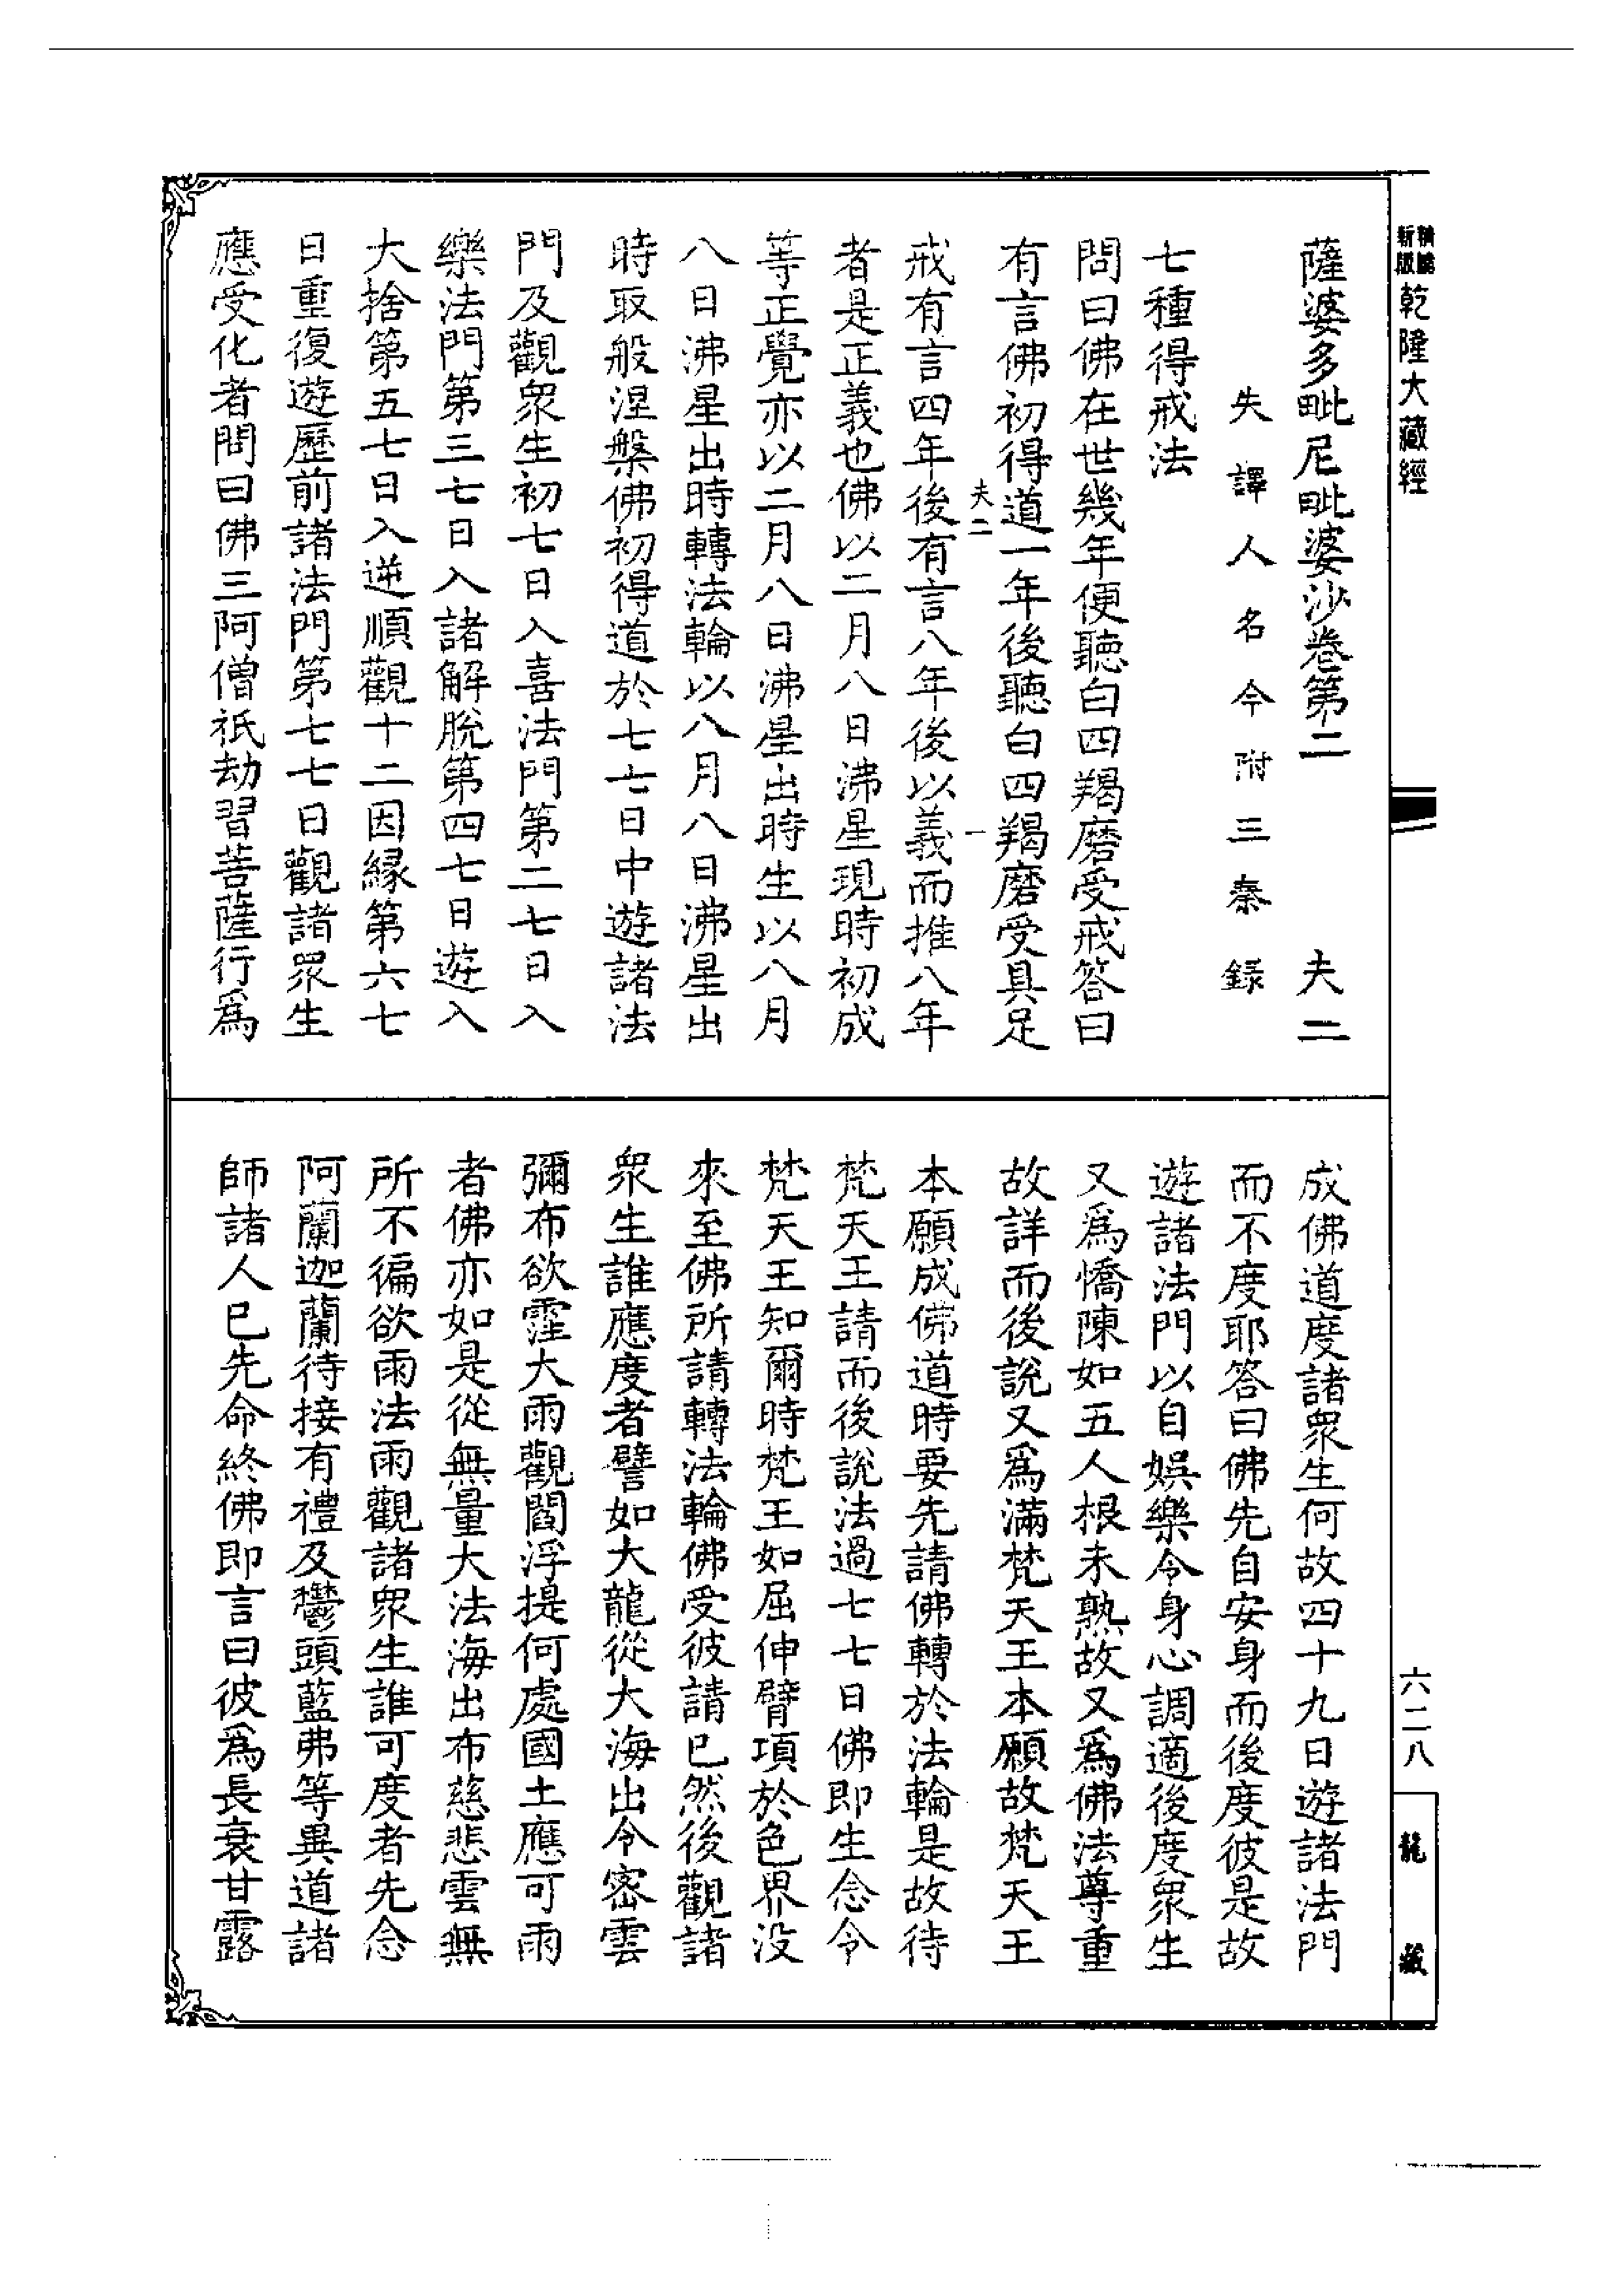 新版 乾隆大藏經
薩婆多毗尼毗婆沙卷第二 夫二
失譯人名今附三秦錄
七種得戒法
問曰佛在世幾年便聽白四羯磨受戒答曰
有言佛初得道一年後聽白四羯磨受具足
夫二 一
戒有言四年後有言八年後以義而推八年
者是正義也佛以二月八日沸星現時初成
等正覺亦以二月八日沸星出時生以八月
八日沸星出時轉法輪以八月八日沸星出
時取般涅槃佛初得道於七七日中遊諸法
門及觀衆生初七日入喜法門第二七日入
樂法門第三七日入諸解脫第四七日遊入
大捨第五七日入逆順觀十二因緣第六七
日重復遊歷前諸法門第七七日觀諸眾生
應受化者問曰佛三阿僧祇劫習菩薩行爲
成佛道度諸衆生何故四十九日遊諸法門
而不度耶答曰佛先自安身而後度彼是故
遊諸法門以自娛樂令身心調適後度眾生
又爲憍陳如五人根未熟故又爲佛法尊重
故詳而後說又爲滿梵天王本願故梵天王
本願成佛道時要先請佛轉於法輪是故待
梵天王請而後說法過七七日佛即生念令
梵天王知爾時梵王如屈伸臂項於色界没
來至佛所請轉法輪佛受彼請已然後觀諸
衆生誰應度者譬如大龍從大海出令密雲
彌布欲霔大雨觀閻浮提何處國土應可雨
者佛亦如是從無量大法海出布慈悲雲無
所不徧欲雨法雨觀諸衆生誰可度者先念
阿蘭迦蘭待接有禮及鬱頭藍弗等異道諸
師諸人已先命終佛即言曰彼爲長衰甘露
六二八
龍藏